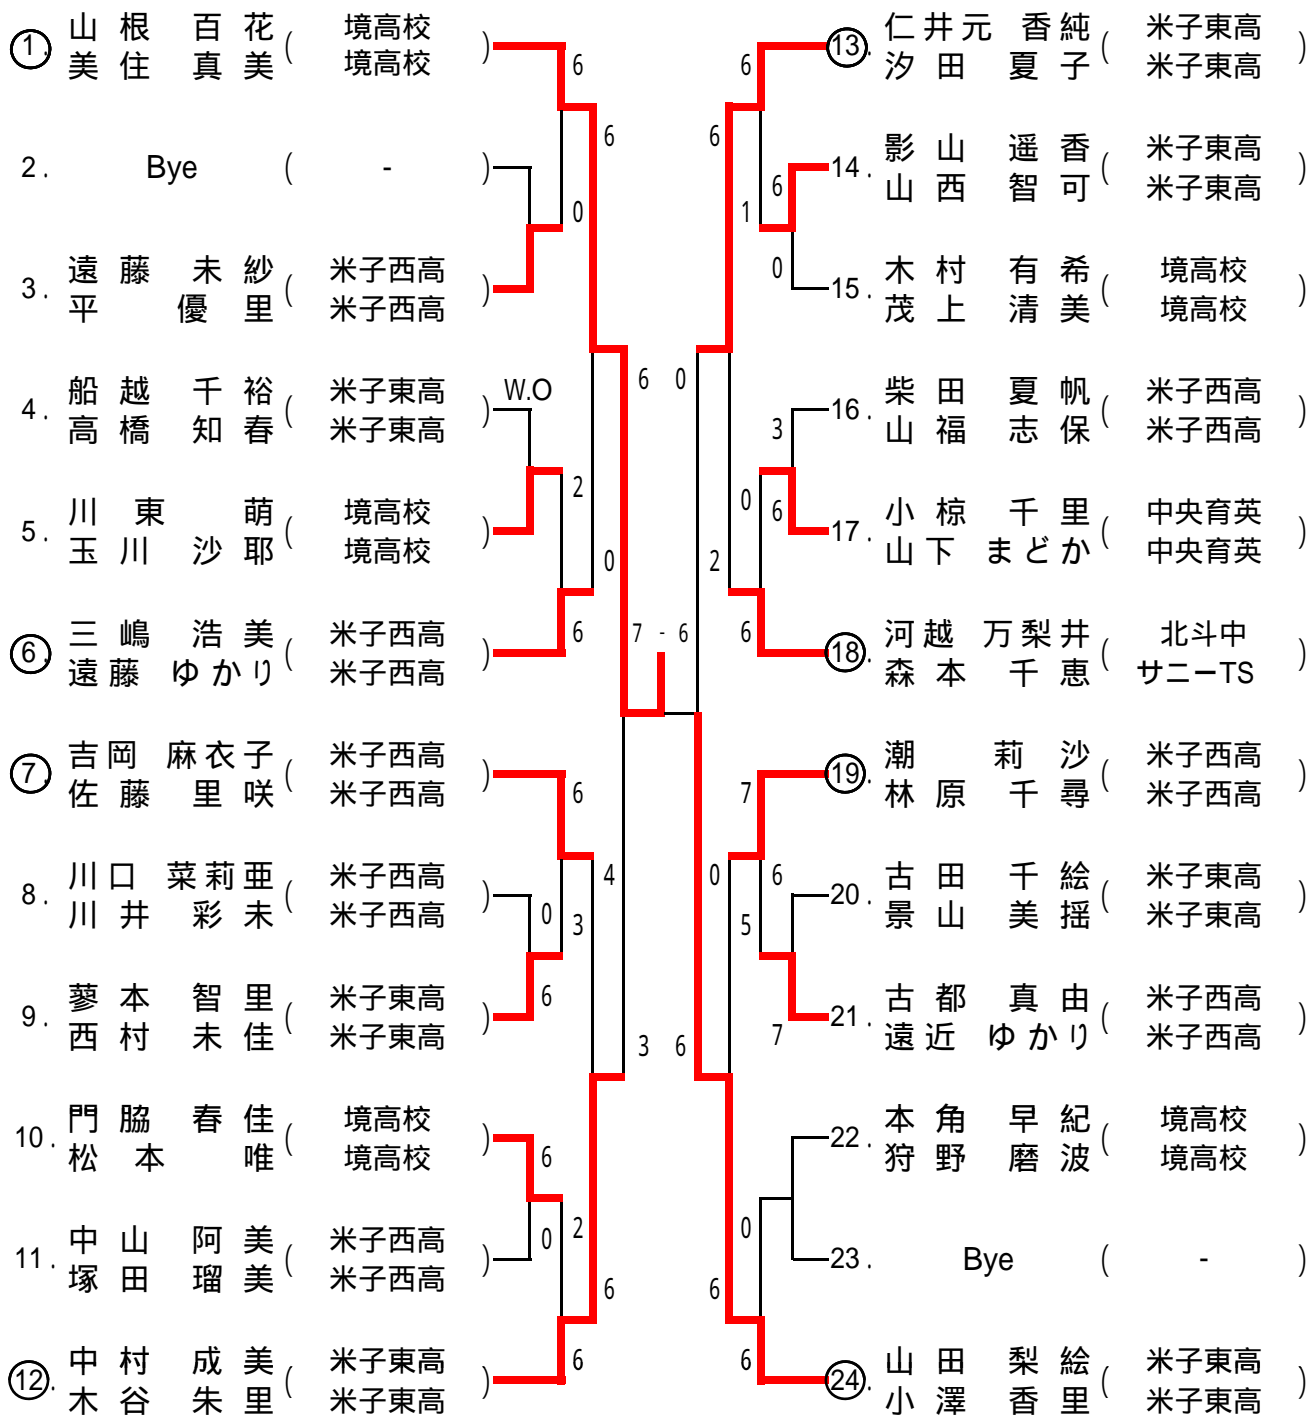 1. 山根 百花 ( 境高校 )
美住 真美 境高校
2. Bye ( - )
3. 遠藤 未紗 ( 米子西高 )
平 優里 米子西高
4. 船越 千裕 ( 米子東高 ) W.O
高橋 知春 米子東高
5. 川東 萌 ( 境高校 )
玉川 沙耶 境高校
6. 三嶋 浩美 ( 米子西高 )
遠藤 ゆかり 米子西高
7. 吉岡 麻衣子 ( 米子西高 )
佐藤 里咲 米子西高
8. 川口 菜莉亜 ( 米子西高 )
川井 彩未 米子西高
9. 蓼本 智里 ( 米子東高 )
西村 未佳 米子東高
10. 門脇 春佳 ( 境高校 )
松本 唯 境高校
11. 中山 阿美 ( 米子西高 )
塚田 瑠美 米子西高
12. 中村 成美 ( 米子東高 )
木谷 朱里 米子東高
6
6
0
2
0
6
6
0
3
6
4
6
0
2
6
6
6 0
7 - 6
3 6
6
6
1
6
0
3
0
6
2
6
7
0
6
5
7
0
6
6
13. 仁井元 香純 ( 米子東高 )
汐田 夏子 米子東高
14. 影山 遥香 ( 米子東高 )
山西 智可 米子東高
15. 木村 有希 ( 境高校 )
茂上 清美 境高校
16. 柴田 夏帆 ( 米子西高 )
山福 志保 米子西高
17. 小椋 千里 ( 中央育英 )
山下 まどか 中央育英
18. 河越 万梨井 ( 北斗中 )
森本 千恵 サニーTS
19. 潮 莉沙 ( 米子西高 )
林原 千尋 米子西高
20. 古田 千絵 ( 米子東高 )
景山 美揺 米子東高
21. 古都 真由 ( 米子西高 )
遠近 ゆかり 米子西高
22. 本角 早紀 ( 境高校 )
狩野 磨波 境高校
23. Bye ( - )
24. 山田 梨絵 ( 米子東高 )
小澤 香里 米子東高